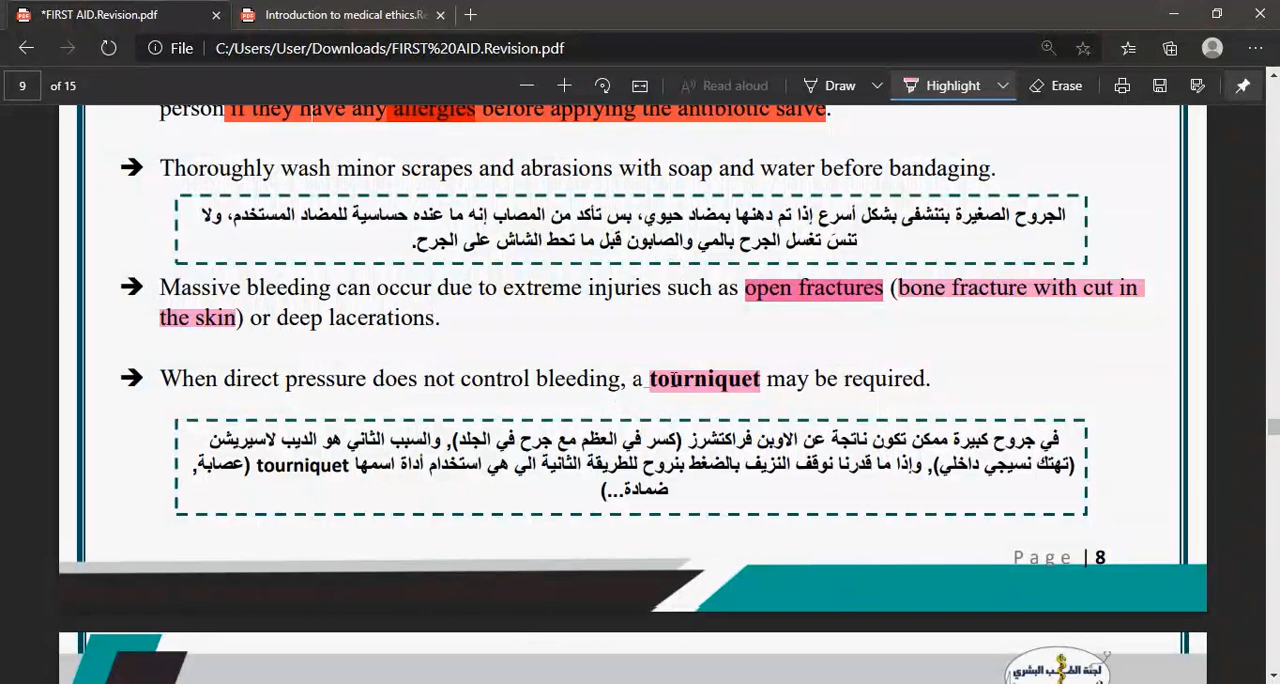 *FIRST AID.Revision.pdf
Introduction to medical ethics.Re
File
C:/Users/User/Downloads/FIRST%20AID.Revision.pdf
9 of 15
Read aloud
Draw
Highlight
Erase
person if they have any allergies before applying the antibiotic salve.
➔ Thoroughly wash minor scrapes and abrasions with soap and water before bandaging.
الجروح الصغيرة بتنشفى بشكل أسرع إذا تم دهنها بمضاد حيوي، بس تأكد من المصاب إنه ما عنده حساسية للمضاد المستخدم، ولا
تنسَ تغسل الجرح بالمي والصابون قبل ما تحط الشاش على الجرح.
➔ Massive bleeding can occur due to extreme injuries such as open fractures (bone fracture with cut in
the skin) or deep lacerations.
➔ When direct pressure does not control bleeding, a tourniquet may be required.
في جروح كبيرة ممكن تكون ناتجة عن الاوبن فراكتشرز (كسر في العظم مع جرح في الجلد), والسبب الثاني هو الديب لاسيريشن
(تهتك نسيجي داخلي), وإذا ما قدرنا نوقف النزيف بالضغط بنروح للطريقة الثانية الي هي استخدام أداة اسمها tourniquet (عصابة,
ضمادة...)
Page | 8
لجنة الطب البشري